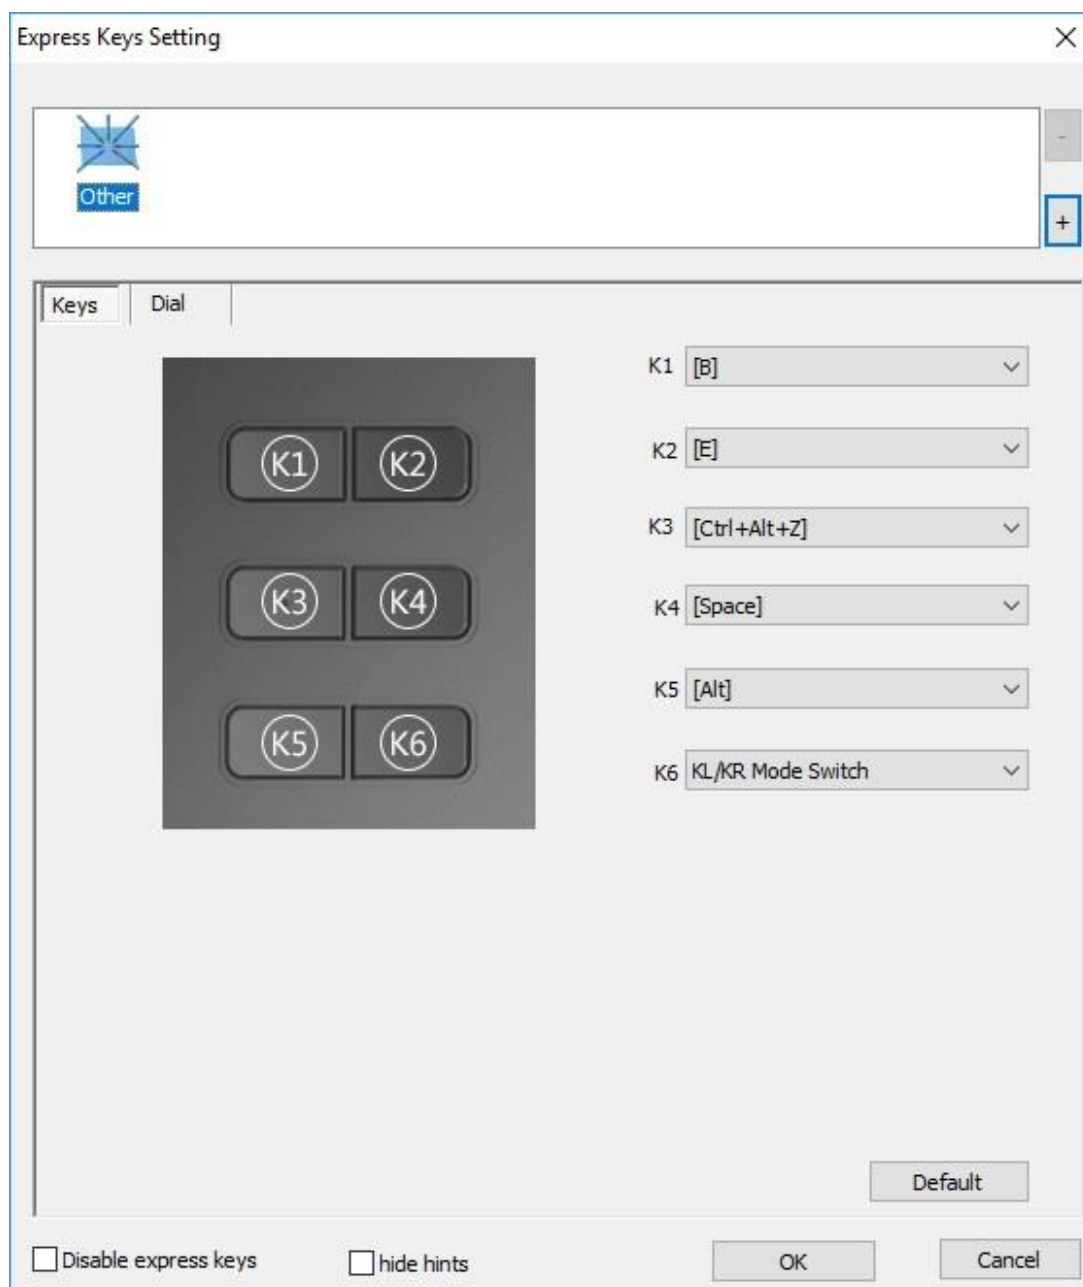 Express Keys Setting
Other
-
+
Keys Dial
K1 [B]
K2 [E]
K3 [Ctrl+Alt+Z]
K4 [Space]
K5 [Alt]
K6 KL/KR Mode Switch
K1 K2
K3 K4
K5 K6
Default
Disable express keys hide hints OK Cancel